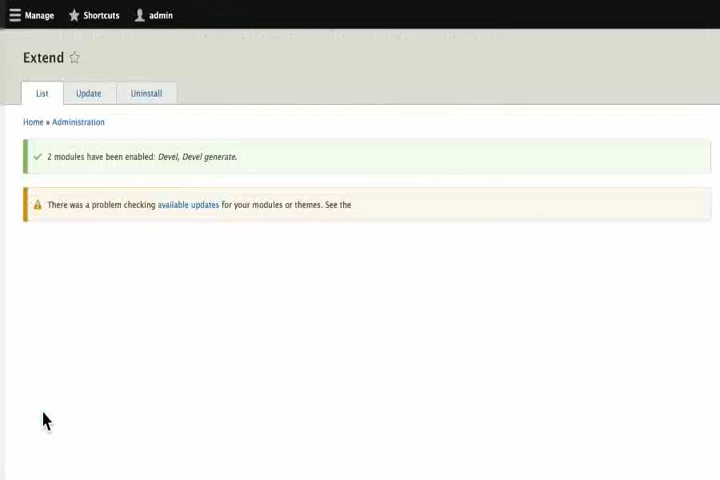 Manage Shortcuts admin
Extend
List Update Uninstall
Home » Administration
2 modules have been enabled: Devel, Devel generate.
There was a problem checking available updates for your modules or themes. See the